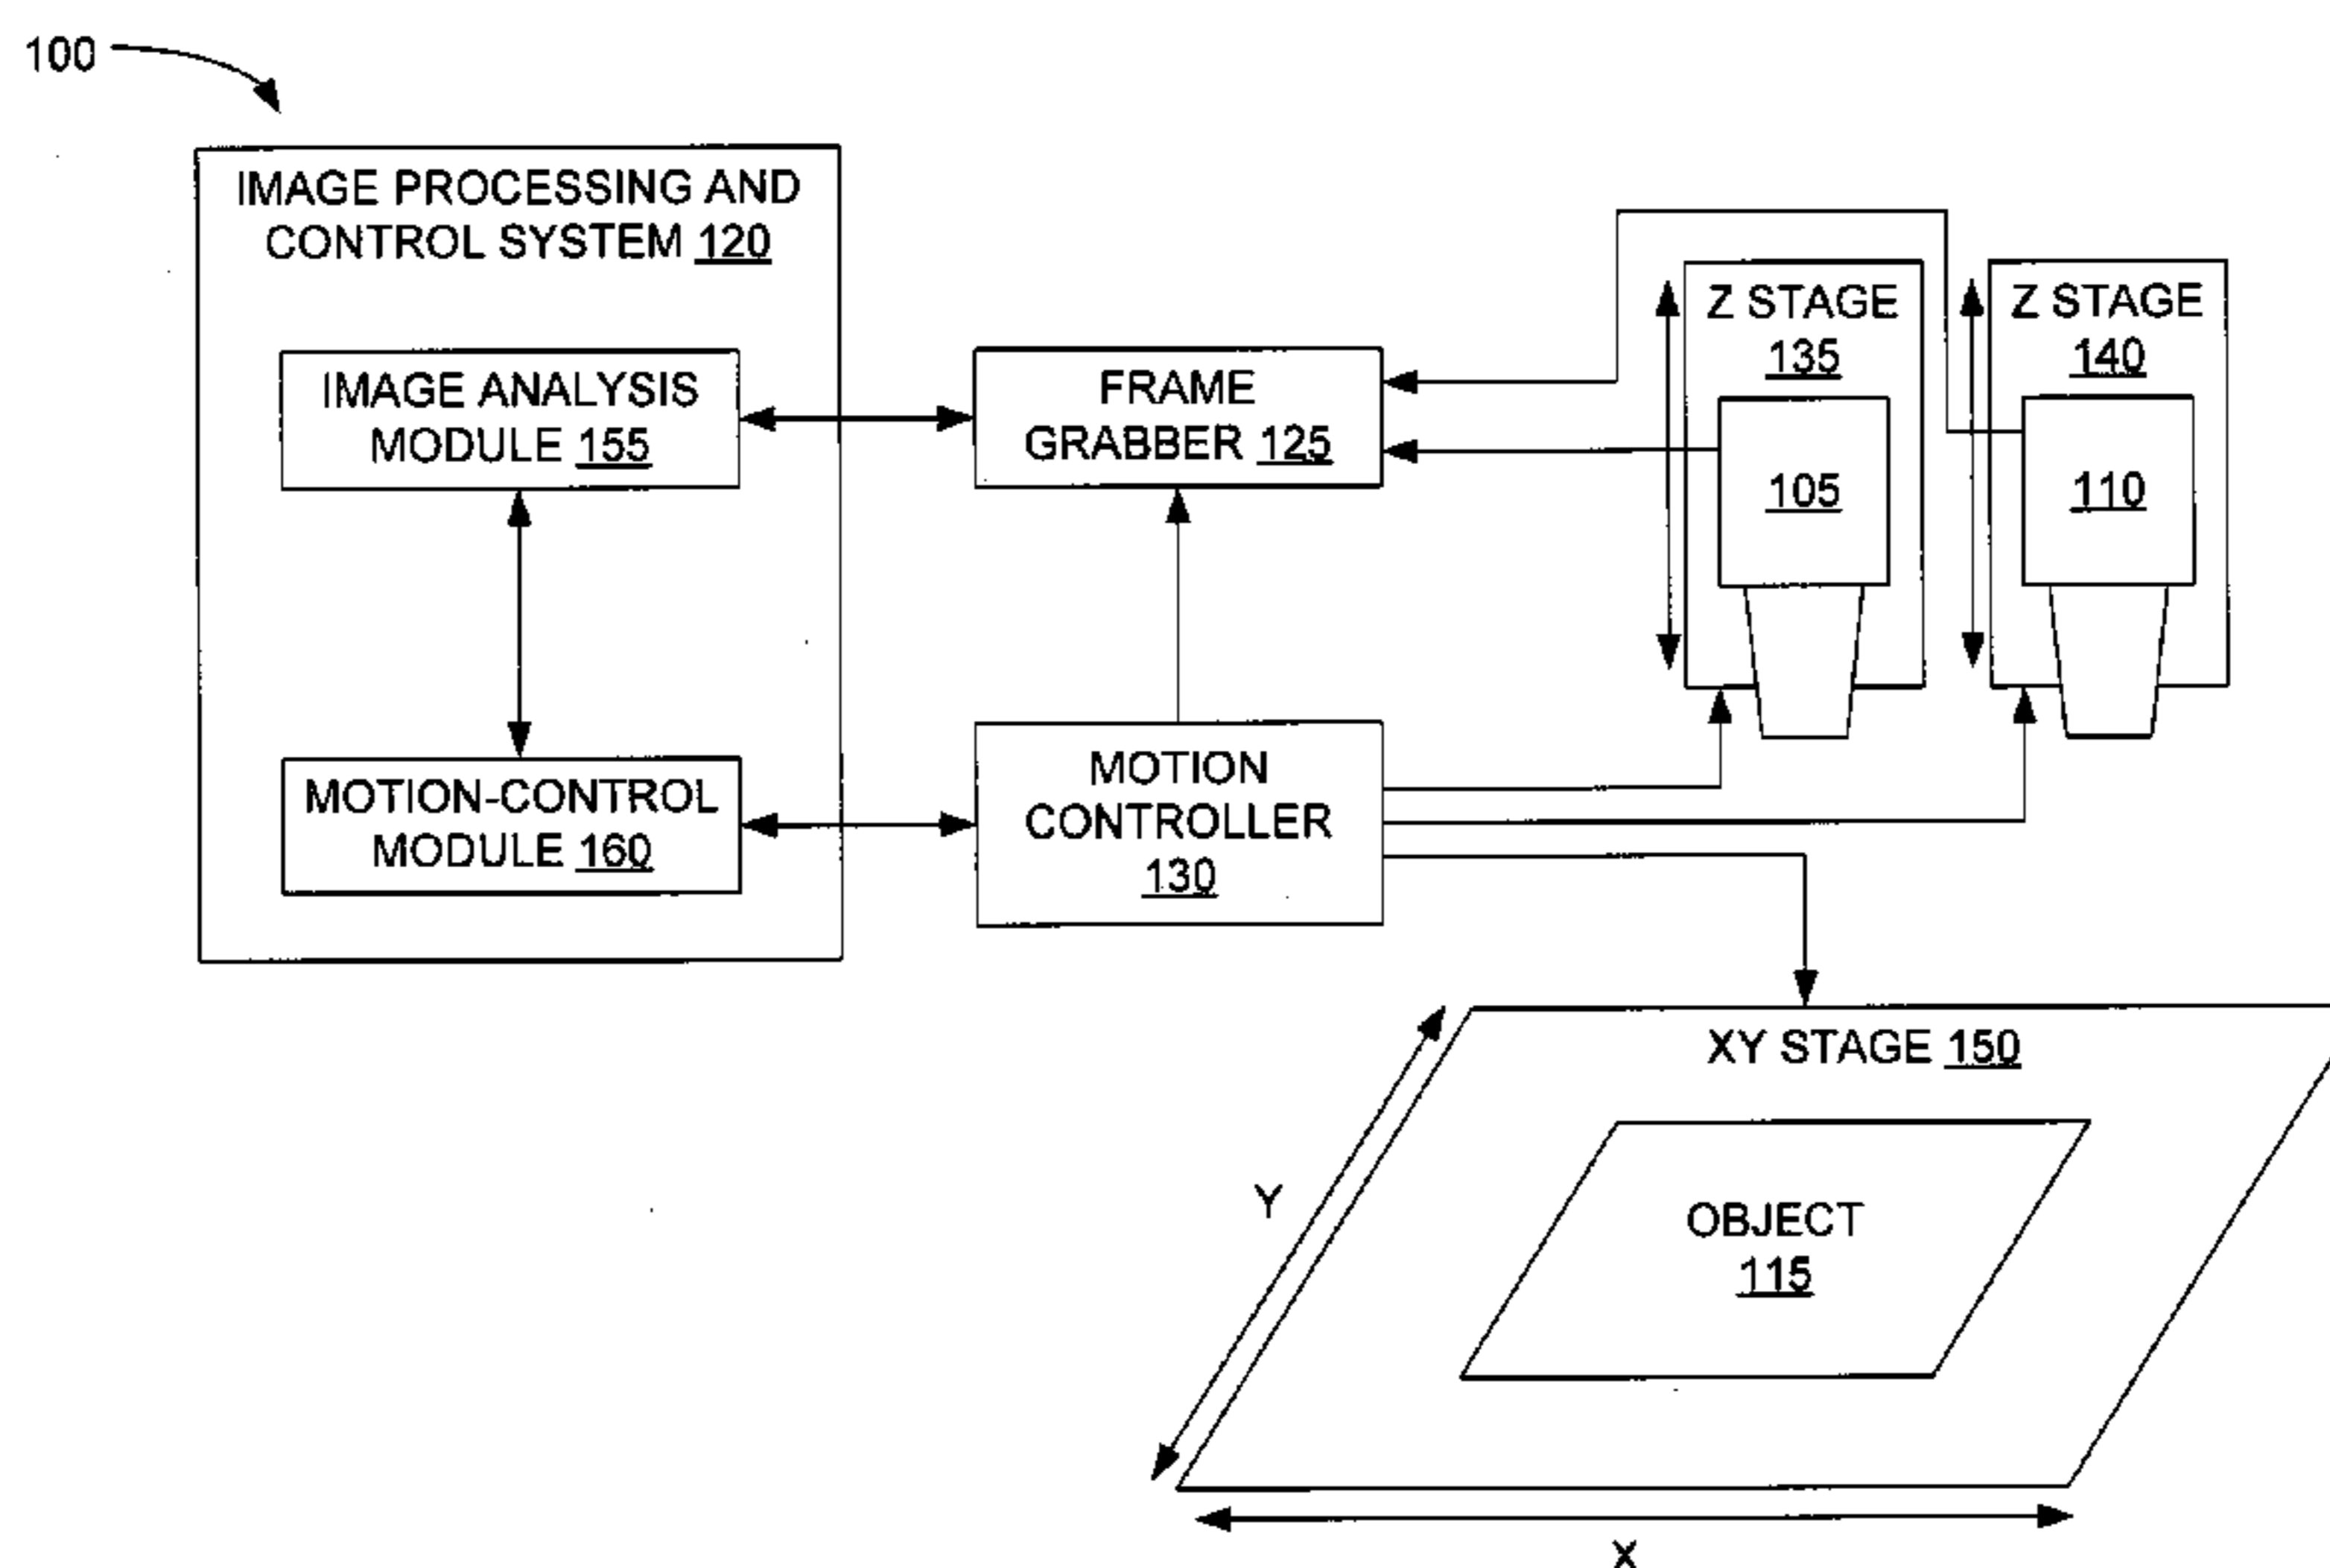 100
IMAGE PROCESSING AND
CONTROL SYSTEM 120
IMAGE ANALYSIS
MODULE 155
MOTION-CONTROL
MODULE 160
FRAME
GRABBER 125
MOTION
CONTROLLER
130
Z STAGE
135
105
Z STAGE
140
110
XY STAGE 150
OBJECT
115
Y
X